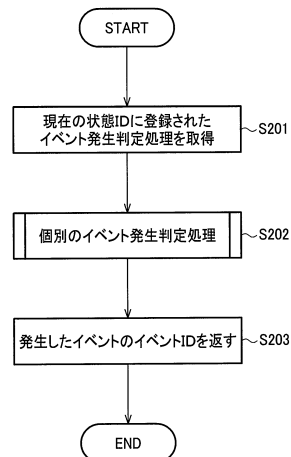 START
現在の状態IDに登録された
イベント発生判定処理を取得
S201
個別のイベント発生判定処理
S202
発生したイベントのイベントIDを返す
S203
END